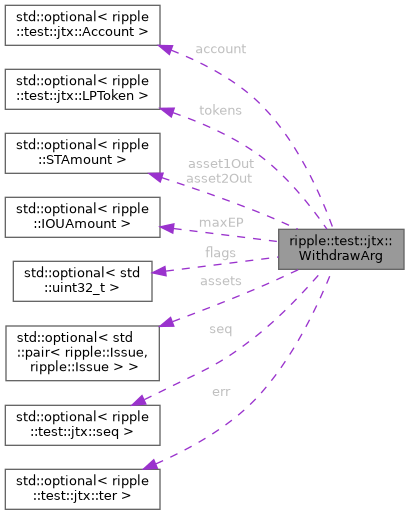 std::optional< ripple
::test::jtx::Account >
account
std::optional< ripple
::test::jtx::LPToken >
tokens
std::optional< ripple
::STAmount >
asset1Out
asset2Out
std::optional< ripple
::IOUAmount >
maxEP
ripple::test::jtx::
WithdrawArg
flags
std::optional< std
::uint32_t >
assets
std::optional< std
::pair< ripple::Issue,
ripple::Issue > >
seq
std::optional< ripple
::test::jtx::seq >
err
std::optional< ripple
::test::jtx::ter >